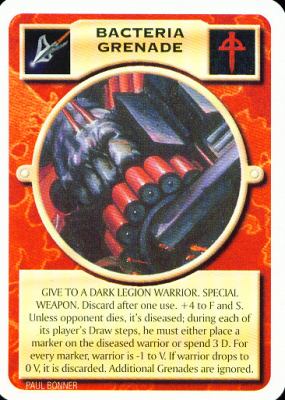 BACTERIA
GRENADE
GIVE TO A DARK LEGION WARRIOR. SPECIAL
WEAPON. Discard after one use. +4 to F and S.
Unless opponent dies, it's diseased; during each of
its player's Draw steps, he must either place a
marker on the diseased warrior or spend 3 D. For
every marker, warrior is -1 to V. If warrior drops to
0 V, it is discarded. Additional Grenades are ignored.
PAUL BONNER